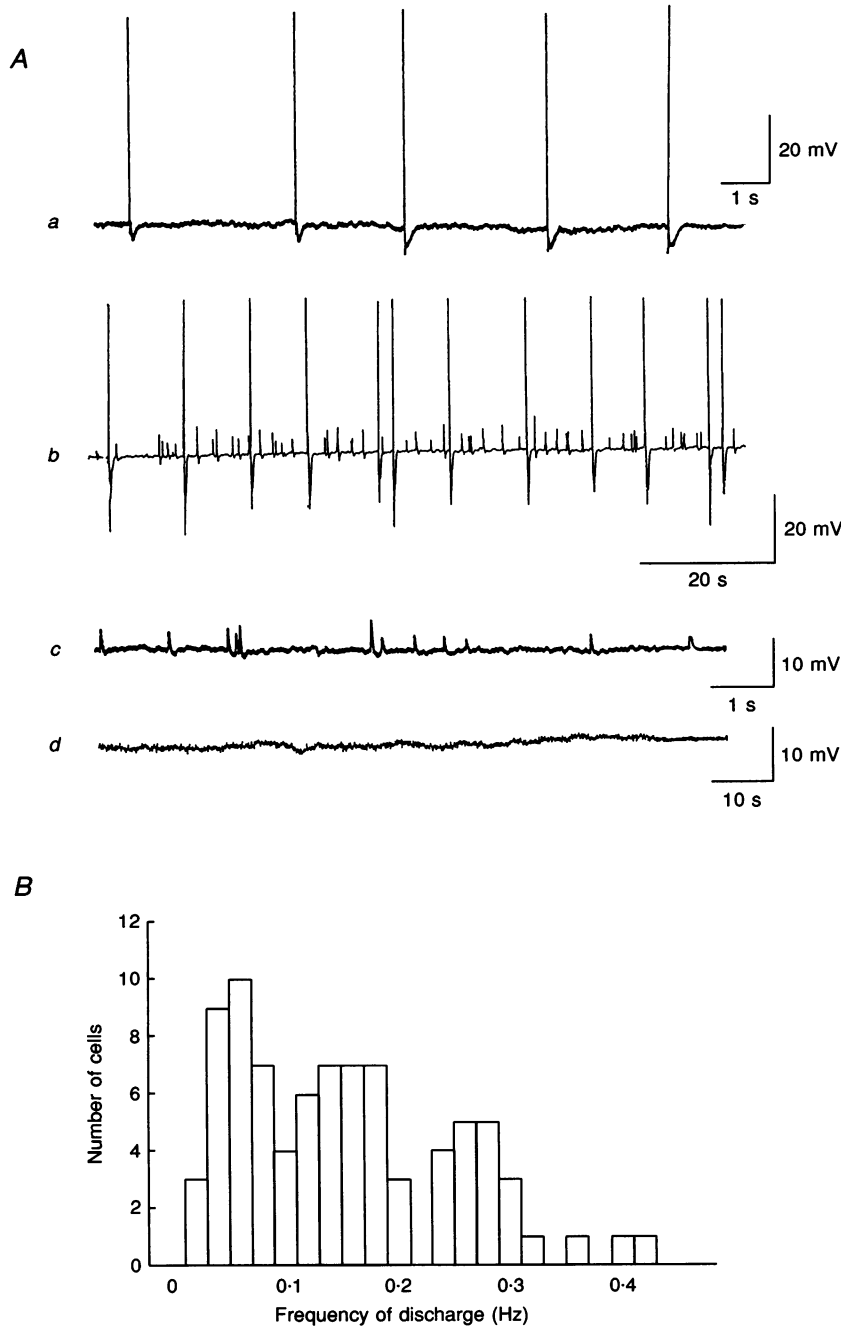 A
20 mV
1 s
a
b
20 mV
20 s
c
10 mV
1 s
d
10 mV
10 s
B
12
10
8
6
4
2
0
Number of cells
0 0·1 0·2 0·3 0·4
Frequency of discharge (Hz)